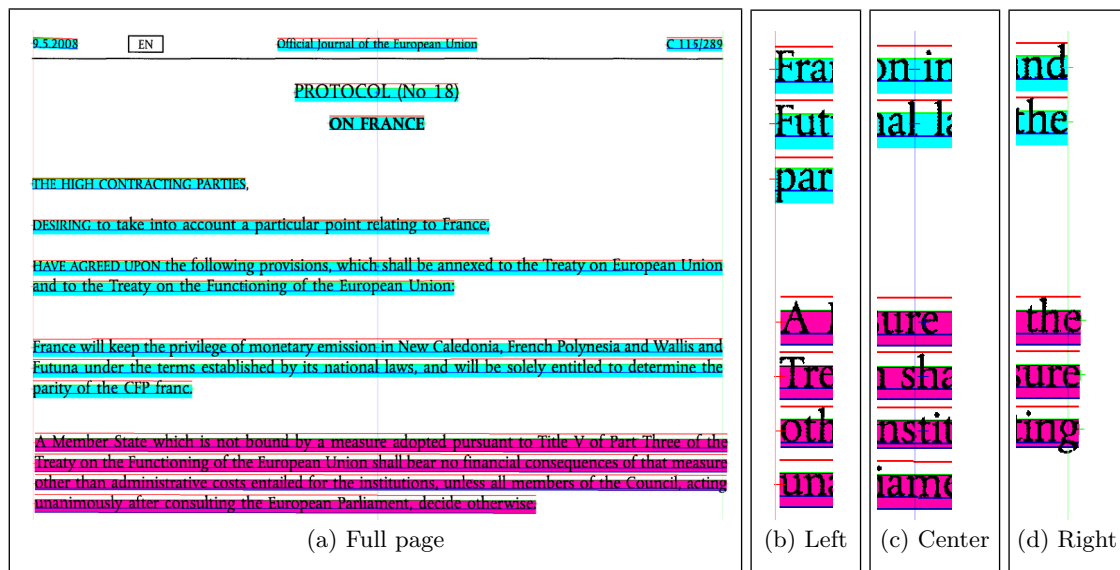 9.5.2008 EN Official Journal of the European Union C 115/289
PROTOCOL (No 18)
ON FRANCE
THE HIGH CONTRACTING PARTIES,
DESIRING to take into account a particular point relating to France,
HAVE AGREED UPON the following provisions, which shall be annexed to the Treaty on European Union
and to the Treaty on the Functioning of the European Union:
France will keep the privilege of monetary emission in New Caledonia, French Polynesia and Wallis and
Futuna under the terms established by its national laws, and will be solely entitled to determine the
parity of the CFP franc.
A Member State which is not bound by a measure adopted pursuant to Title V of Part Three of the
Treaty on the Functioning of the European Union shall bear no financial consequences of that measure
other than administrative costs entailed for the institutions, unless all members of the Council, acting
unanimously after consulting the European Parliament, decide otherwise.
(a) Full page
Fran
Futu
par
A
Tre
oth
una
(b) Left
on in
nal la
sure
n sha
nstit
iame
(c) Center
nd
the
the
sure
ting
(d) Right